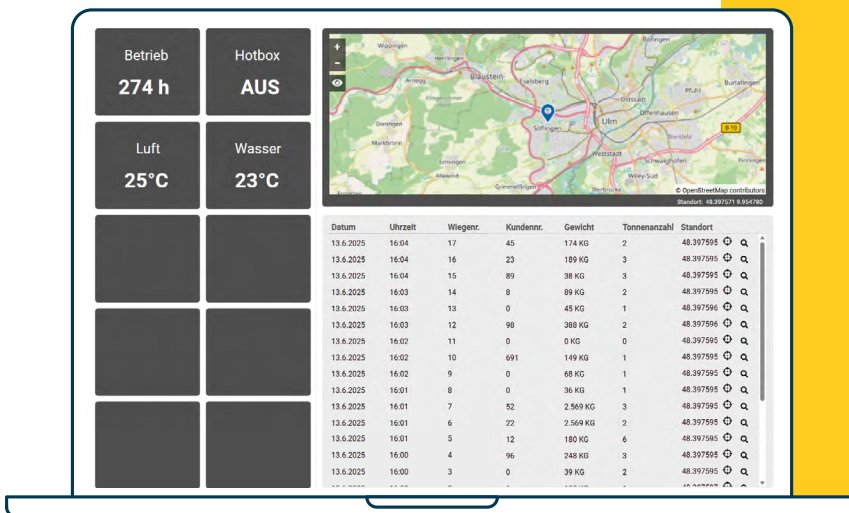 Betrieb
274 h
Hotbox
AUS
Luft
25°C
Wasser
23°C
+
−
Wippingen
Böfingen
Herrlingen
Arnegg
Blaustein
Eselsberg
Burlafingen
Pfuhl
Klingensteiner
Oststadt
Offenhausen
Dietingen
Söflingen
Ulm
B 10
Markbronn
Weststadt
Schwaighofen
Finningen
Ermingen
Allewind
Wiley-Süd
Grimmelfingen
© OpenStreetMap contributors
Standort: 48.397571 9.954780
Datum Uhrzeit Wiegenr. Kundennr. Gewicht Tonnenanzahl Standort
13.6.2025 16:04 17 45 174 KG 2 48.397595
13.6.2025 16:04 16 23 189 KG 3 48.397595
13.6.2025 16:04 15 89 38 KG 3 48.397595
13.6.2025 16:03 14 8 89 KG 2 48.397595
13.6.2025 16:03 13 0 45 KG 1 48.397596
13.6.2025 16:03 12 98 388 KG 2 48.397596
13.6.2025 16:02 11 0 0 KG 0 48.397595
13.6.2025 16:02 10 691 149 KG 1 48.397595
13.6.2025 16:02 9 0 68 KG 1 48.397595
13.6.2025 16:01 8 0 36 KG 1 48.397595
13.6.2025 16:01 7 52 2.569 KG 3 48.397595
13.6.2025 16:01 6 22 2.569 KG 2 48.397595
13.6.2025 16:01 5 12 180 KG 6 48.397595
13.6.2025 16:00 4 96 248 KG 3 48.397595
13.6.2025 16:00 3 0 39 KG 2 48.397595